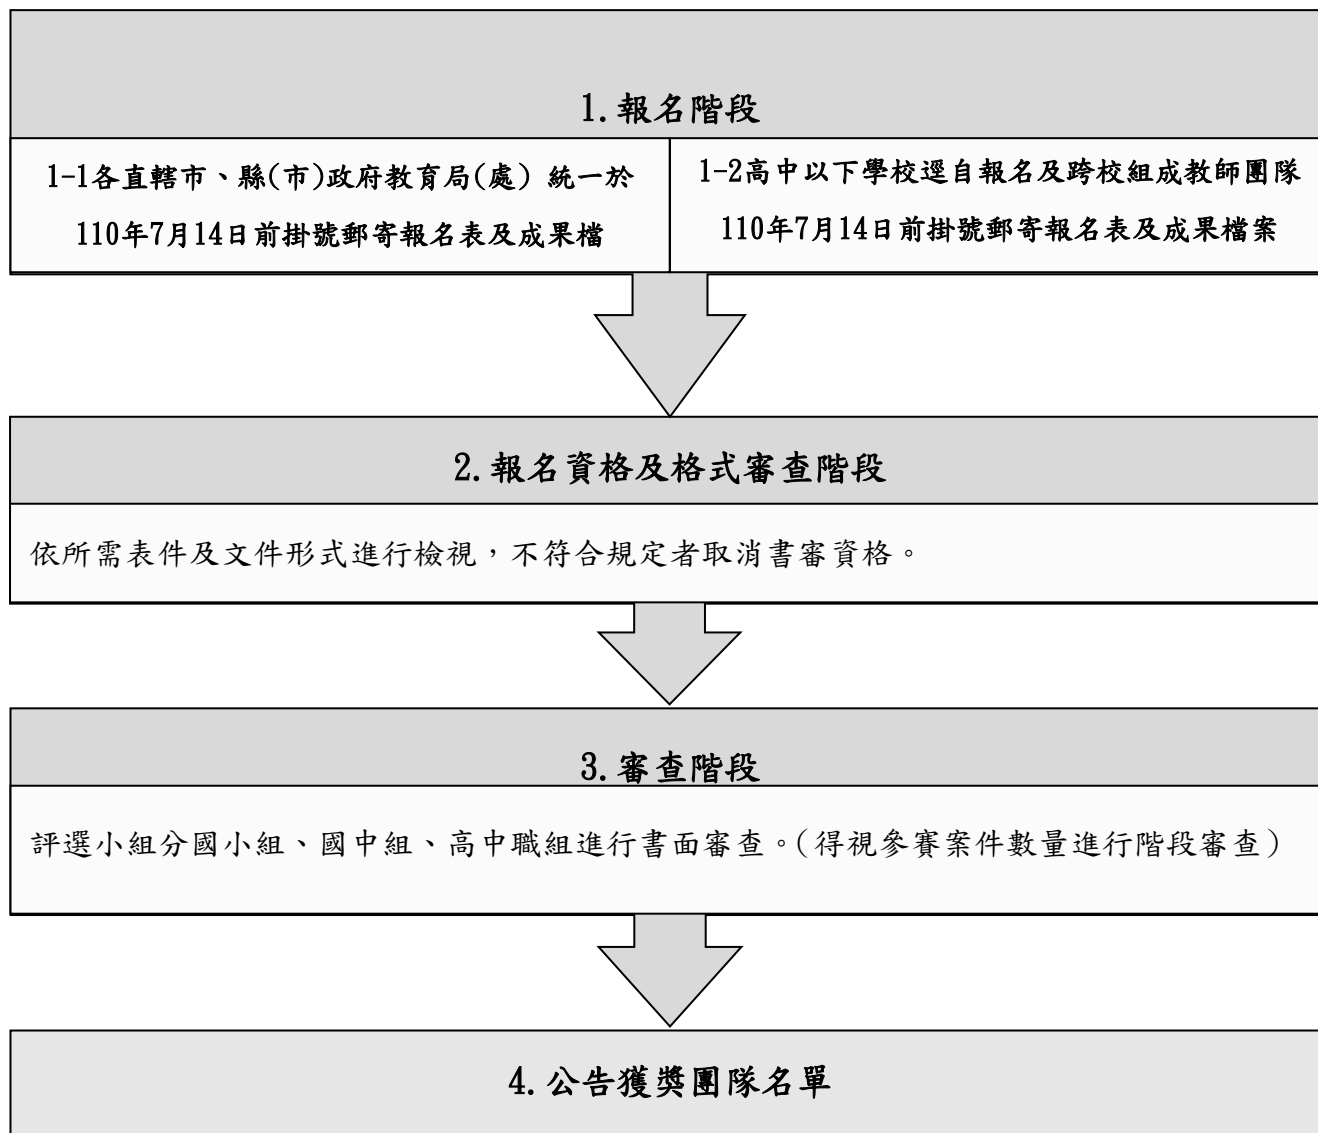 1.報名階段
1-1各直轄市、縣(市)政府教育局(處) 統一於
110年7月14日前掛號郵寄報名表及成果檔
1-2高中以下學校逕自報名及跨校組成教師團隊
110年7月14日前掛號郵寄報名表及成果檔案
2.報名資格及格式審查階段
依所需表件及文件形式進行檢視，不符合規定者取消書審資格。
3.審查階段
評選小組分國小組、國中組、高中職組進行書面審查。(得視參賽案件數量進行階段審查)
4.公告獲獎團隊名單